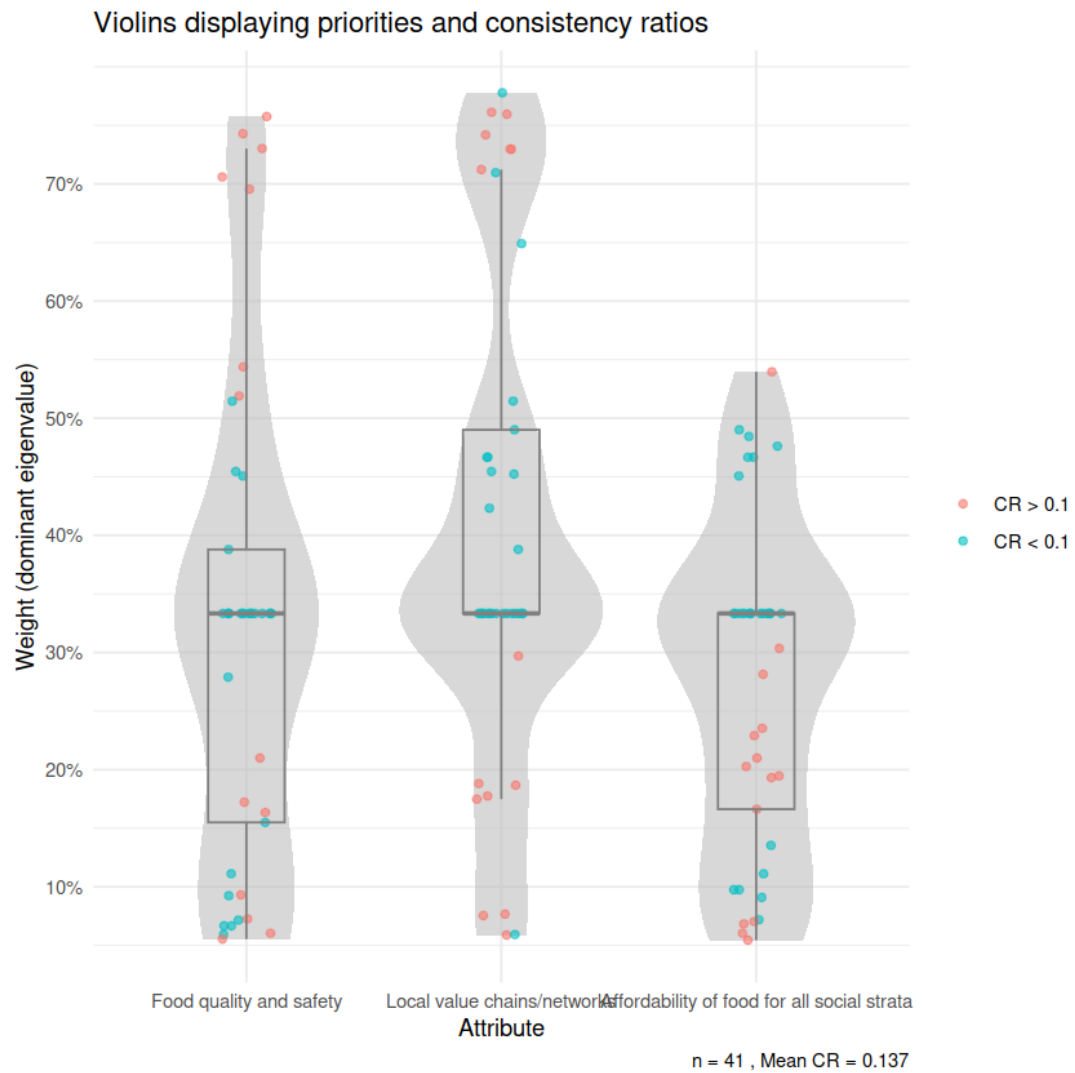 Violins displaying priorities and consistency ratios
Weight (dominant eigenvalue)
70%
60%
50%
40%
30%
20%
10%
CR > 0.1
CR < 0.1
Food quality and safety
Local value chains/networks
Affordability of food for all social strata
Attribute
n = 41 , Mean CR = 0.137